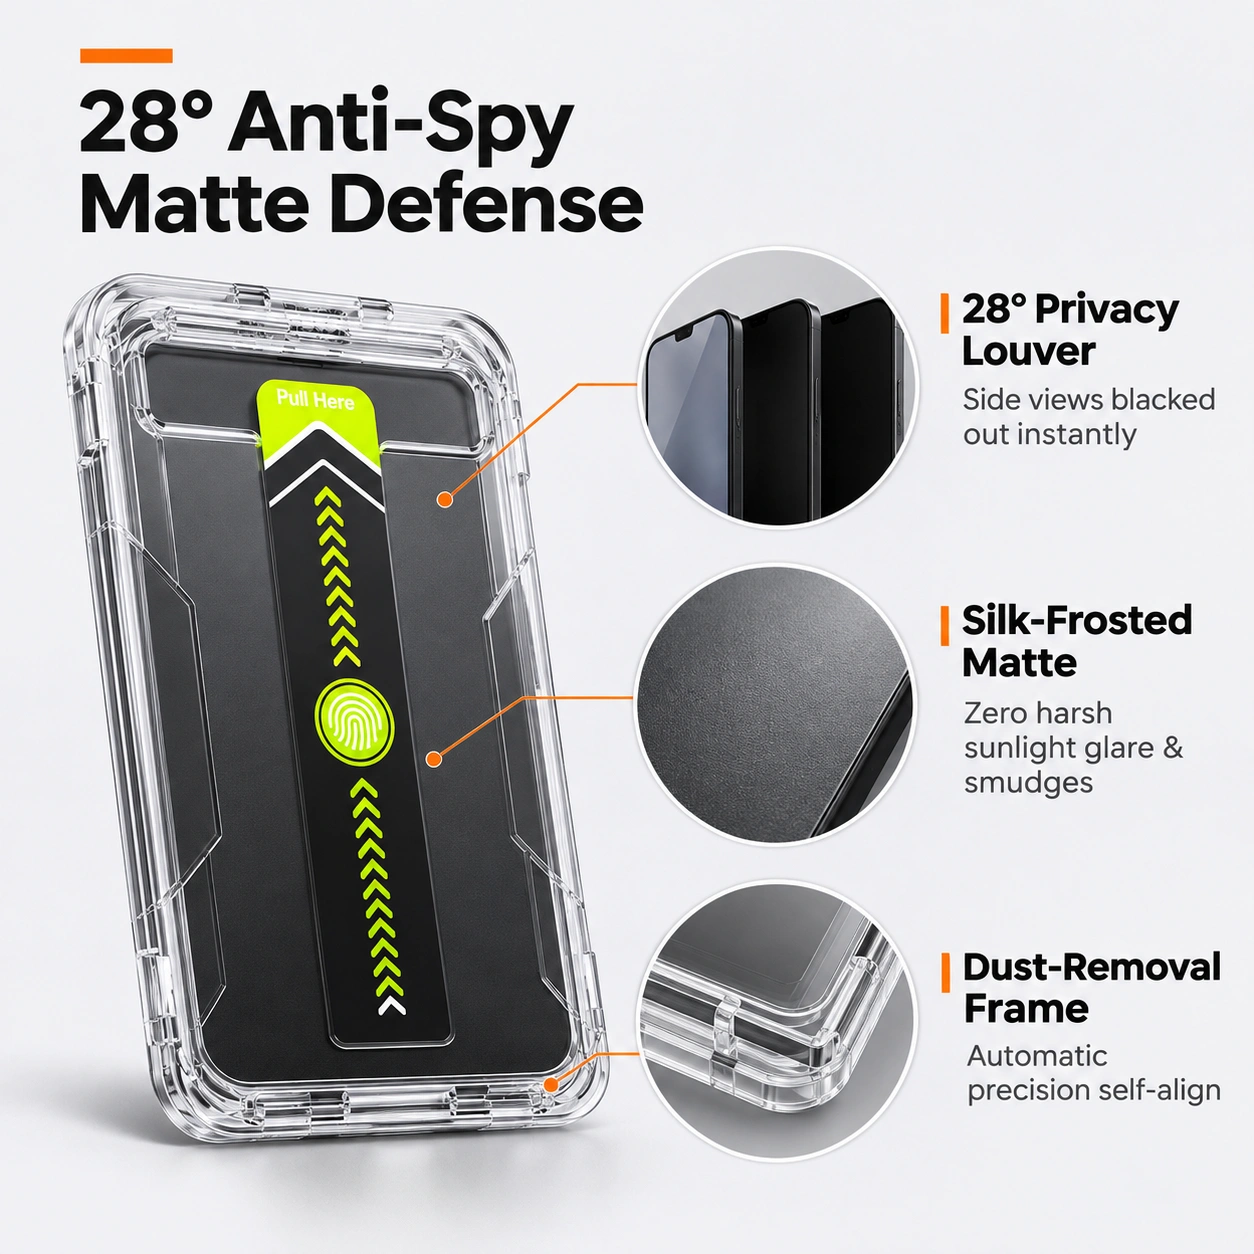 28° Anti-Spy
Matte Defense
Pull Here
28° Privacy
Louver
Side views blacked
out instantly
Silk-Frosted
Matte
Zero harsh
sunlight glare &
smudges
Dust-Removal
Frame
Automatic
precision self-align